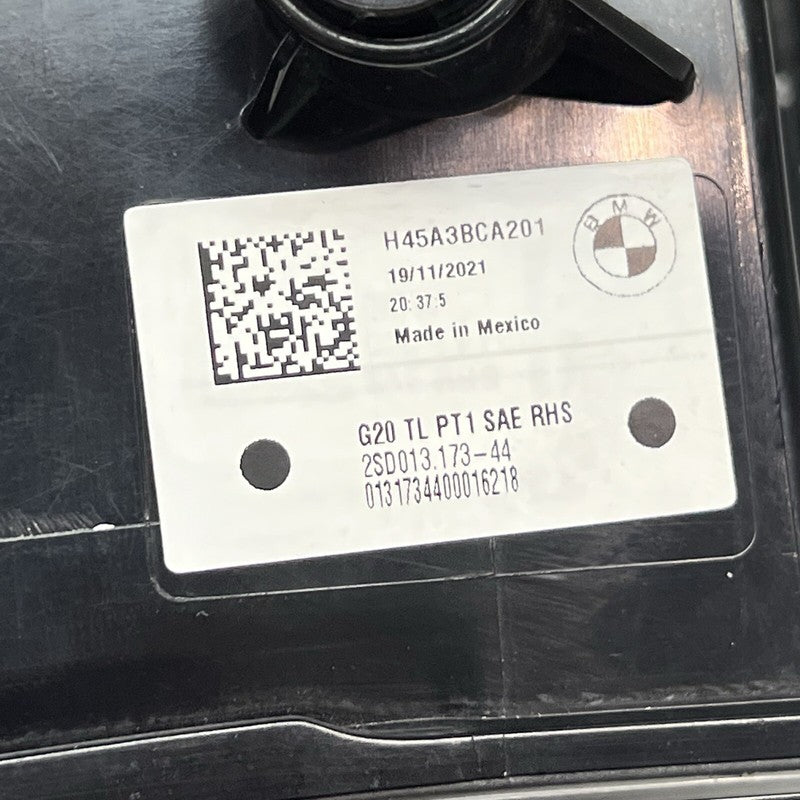 H45A3BCA201
BMW
19/11/2021
20:37:5
Made in Mexico
G20 TL PT1 SAE RHS
2SD013.173-44
0131734400016218